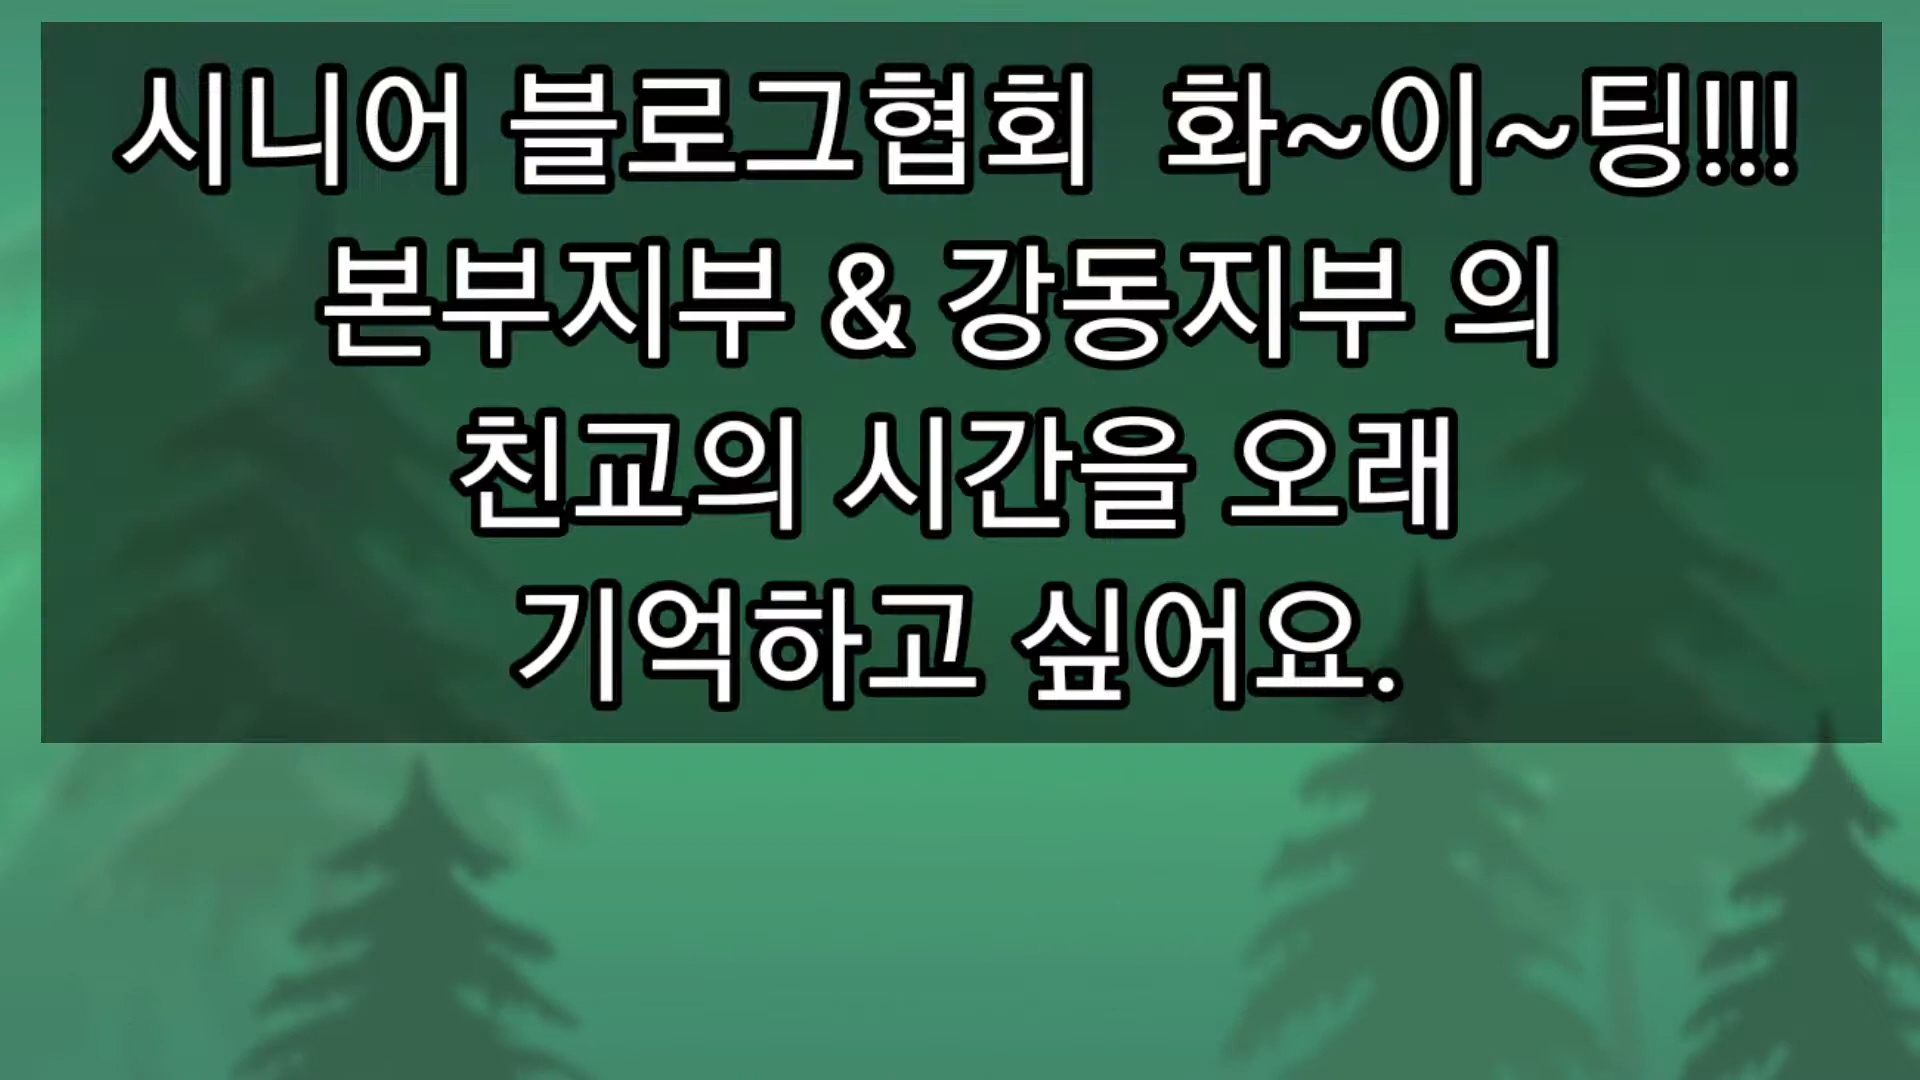 시니어 블로그협회 화~이~팅!!!
본부지부 & 강동지부 의
친교의 시간을 오래
기억하고 싶어요.